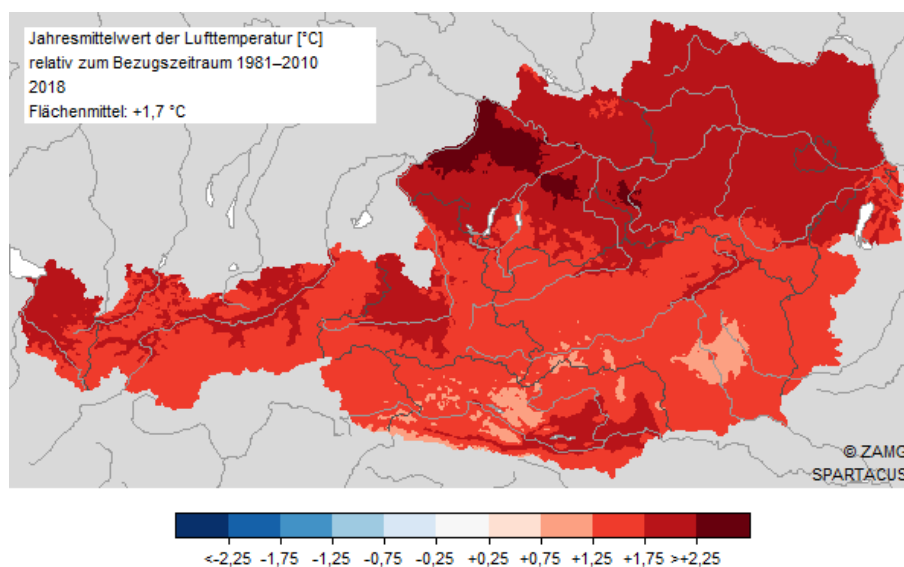 Jahresmittelwert der Lufttemperatur [°C]
relativ zum Bezugszeitraum 1981–2010
2018
Flächenmittel: +1,7 °C
© ZAMG
SPARTACUS
<-2,25 -1,75 -1,25 -0,75 -0,25 +0,25 +0,75 +1,25 +1,75 >+2,25